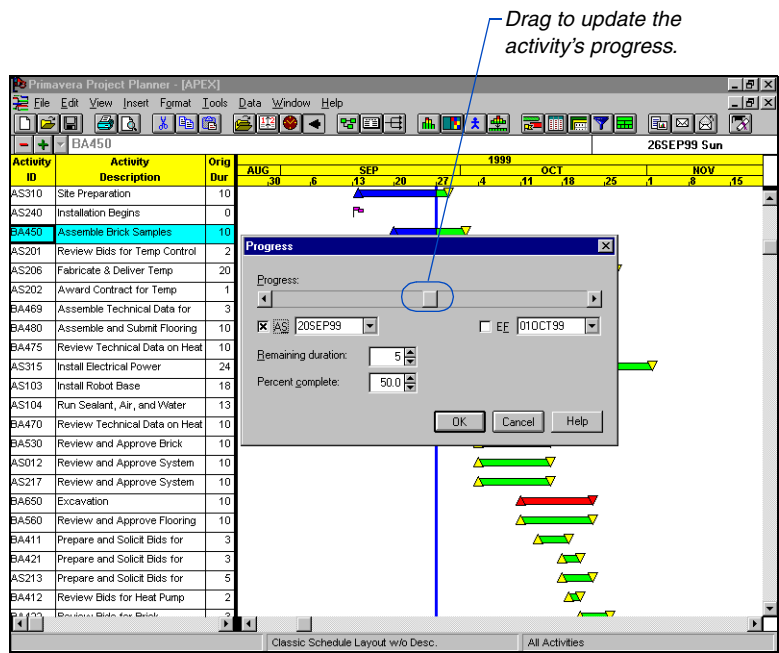 Drag to update the
activity's progress.
Primavera Project Planner - [APEX]
File Edit View Insert Format Tools Data Window Help
BA450
26SEP99 Sun
Activity ID Activity Description Orig Dur
1999
AUG SEP OCT NOV
30 6 13 20 27 4 11 18 25 1 8 15
AS310 Site Preparation 10
AS240 Installation Begins 0
BA450 Assemble Brick Samples 10
AS201 Review Bids for Temp Control 2
AS206 Fabricate & Deliver Temp 20
AS202 Award Contract for Temp 1
BA469 Assemble Technical Data for 3
BA480 Assemble and Submit Flooring 10
BA475 Review Technical Data on Heat 10
AS315 Install Electrical Power 24
AS103 Install Robot Base 18
AS104 Run Sealant, Air, and Water 13
BA470 Review Technical Data on Heat 10
BA530 Review and Approve Brick 10
AS012 Review and Approve System 10
AS217 Review and Approve System 10
BA650 Excavation 10
BA560 Review and Approve Flooring 10
BA411 Prepare and Solicit Bids for 3
BA421 Prepare and Solicit Bids for 3
AS213 Prepare and Solicit Bids for 5
BA412 Review Bids for Heat Pump 2
Progress
Progress:
AS 20SEP99 EF 01OCT99
Remaining duration: 5
Percent complete: 50.0
OK Cancel Help
Classic Schedule Layout w/o Desc. All Activities